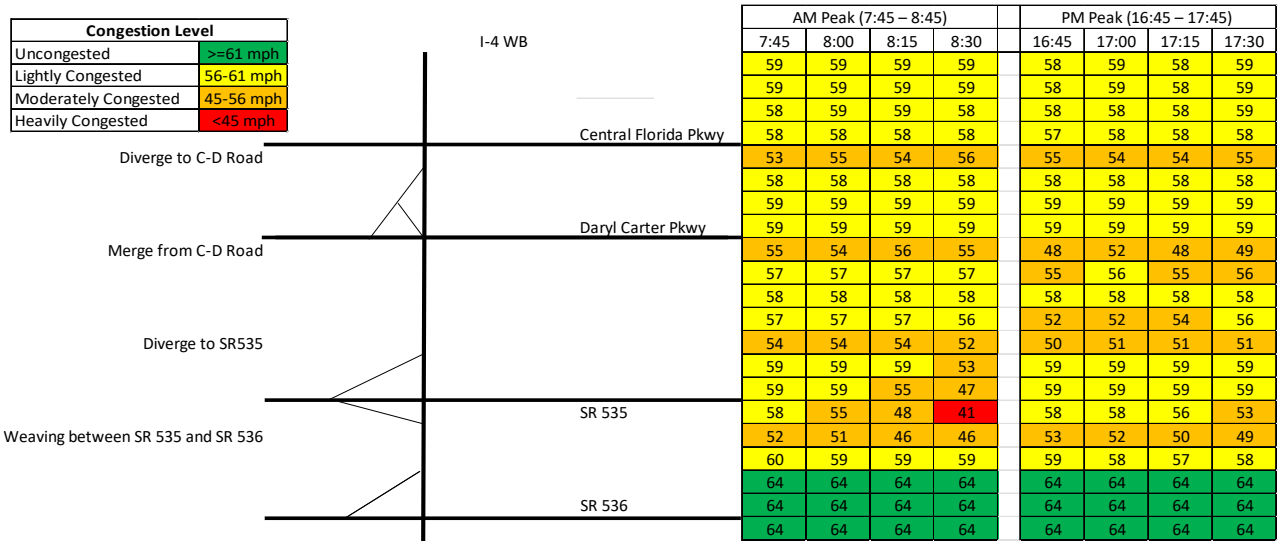 Congestion Level
Uncongested >=61 mph
Lightly Congested 56-61 mph
Moderately Congested 45-56 mph
Heavily Congested <45 mph
I-4 WB
Central Florida Pkwy
Diverge to C-D Road
Daryl Carter Pkwy
Merge from C-D Road
Diverge to SR535
SR 535
Weaving between SR 535 and SR 536
SR 536
AM Peak (7:45 – 8:45) PM Peak (16:45 – 17:45)
7:45 8:00 8:15 8:30 16:45 17:00 17:15 17:30
59 59 59 59 58 59 58 59
59 59 59 59 58 59 59 59
58 59 59 58 58 59 58 59
58 58 58 58 57 58 58 58
53 55 54 56 55 54 54 55
58 58 58 58 58 58 58 58
59 59 59 59 59 59 59 59
59 59 59 59 59 59 59 59
55 54 56 55 48 52 48 49
57 57 57 57 55 56 55 56
58 58 58 58 58 58 58 58
57 57 57 56 52 52 54 56
54 54 54 52 50 51 51 51
59 59 59 53 59 59 59 59
59 59 55 47 59 59 59 59
58 55 48 41 58 58 56 53
52 51 46 46 53 52 50 49
60 59 59 59 59 58 57 58
64 64 64 64 64 64 64 64
64 64 64 64 64 64 64 64
64 64 64 64 64 64 64 64